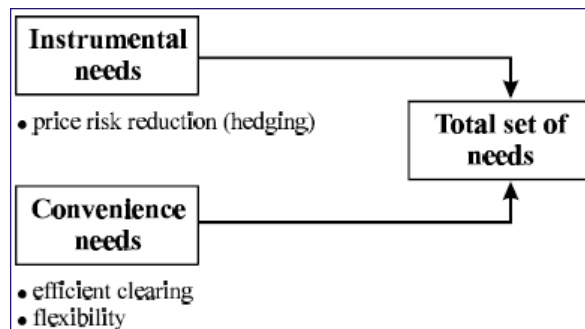 Instrumental
needs
• price risk reduction (hedging)
Total set of
needs
Convenience
needs
• efficient clearing
• flexibility